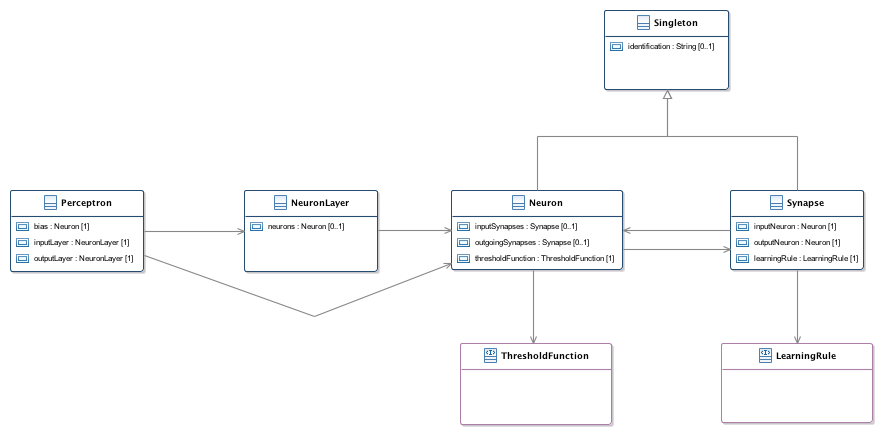 Singleton
identification : String [0..1]
Perceptron
bias : Neuron [1]
inputLayer : NeuronLayer [1]
outputLayer : NeuronLayer [1]
NeuronLayer
neurons : Neuron [0..1]
Neuron
inputSynapses : Synapse [0..1]
outgoingSynapses : Synapse [0..1]
thresholdFunction : ThresholdFunction [1]
Synapse
inputNeuron : Neuron [1]
outputNeuron : Neuron [1]
learningRule : LearningRule [1]
ThresholdFunction
LearningRule